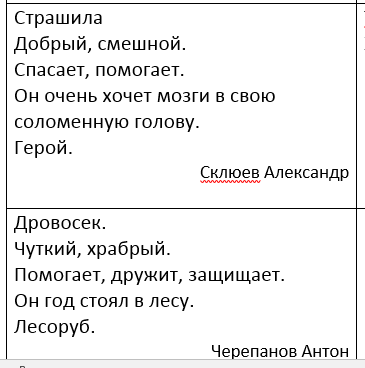 Страшила
Добрый, смешной.
Спасает, помогает.
Он очень хочет мозги в свою
соломенную голову.
Герой.
Склюев Александр
Дровосек.
Чуткий, храбрый.
Помогает, дружит, защищает.
Он год стоял в лесу.
Лесоруб.
Черепанов Антон